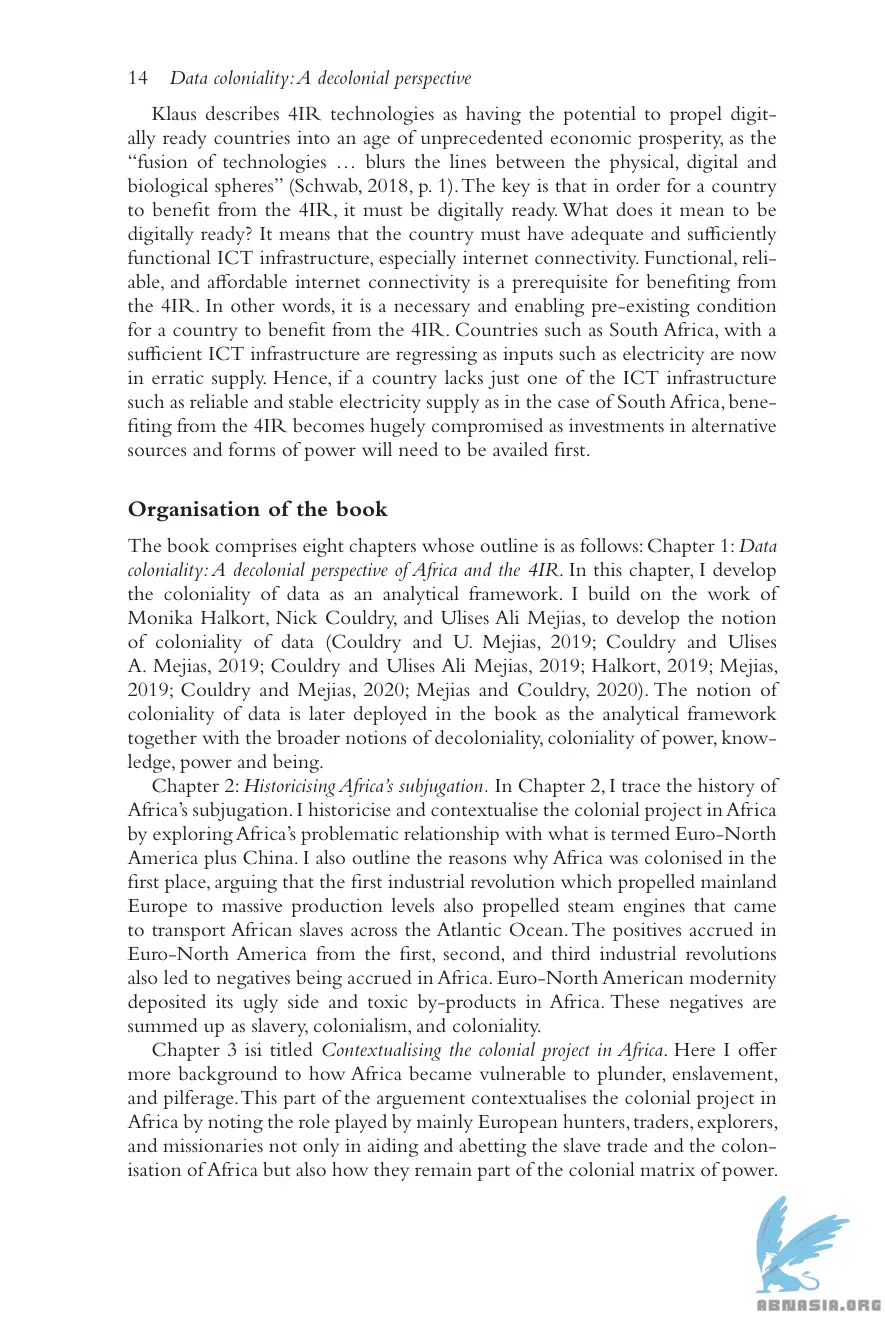 14 Data coloniality: A decolonial perspective
Klaus describes 4IR technologies as having the potential to propel digit-
ally ready countries into an age of unprecedented economic prosperity, as the
“fusion of technologies … blurs the lines between the physical, digital and
biological spheres” (Schwab, 2018, p. 1). The key is that in order for a country
to benefit from the 4IR, it must be digitally ready. What does it mean to be
digitally ready? It means that the country must have adequate and sufficiently
functional ICT infrastructure, especially internet connectivity. Functional, reli-
able, and affordable internet connectivity is a prerequisite for benefiting from
the 4IR. In other words, it is a necessary and enabling pre-existing condition
for a country to benefit from the 4IR. Countries such as South Africa, with a
sufficient ICT infrastructure are regressing as inputs such as electricity are now
in erratic supply. Hence, if a country lacks just one of the ICT infrastructure
such as reliable and stable electricity supply as in the case of South Africa, bene-
fiting from the 4IR becomes hugely compromised as investments in alternative
sources and forms of power will need to be availed first.
Organisation of the book
The book comprises eight chapters whose outline is as follows: Chapter 1: Data
coloniality: A decolonial perspective of Africa and the 4IR. In this chapter, I develop
the coloniality of data as an analytical framework. I build on the work of
Monika Halkort, Nick Couldry, and Ulises Ali Mejias, to develop the notion
of coloniality of data (Couldry and U. Mejias, 2019; Couldry and Ulises
A. Mejias, 2019; Couldry and Ulises Ali Mejias, 2019; Halkort, 2019; Mejias,
2019; Couldry and Mejias, 2020; Mejias and Couldry, 2020). The notion of
coloniality of data is later deployed in the book as the analytical framework
together with the broader notions of decoloniality, coloniality of power, know-
ledge, power and being.
Chapter 2: Historicising Africa’s subjugation. In Chapter 2, I trace the history of
Africa’s subjugation. I historicise and contextualise the colonial project in Africa
by exploring Africa’s problematic relationship with what is termed Euro-North
America plus China. I also outline the reasons why Africa was colonised in the
first place, arguing that the first industrial revolution which propelled mainland
Europe to massive production levels also propelled steam engines that came
to transport African slaves across the Atlantic Ocean. The positives accrued in
Euro-North America from the first, second, and third industrial revolutions
also led to negatives being accrued in Africa. Euro-North American modernity
deposited its ugly side and toxic by-products in Africa. These negatives are
summed up as slavery, colonialism, and coloniality.
Chapter 3 isi titled Contextualising the colonial project in Africa. Here I offer
more background to how Africa became vulnerable to plunder, enslavement,
and pilferage. This part of the arguement contextualises the colonial project in
Africa by noting the role played by mainly European hunters, traders, explorers,
and missionaries not only in aiding and abetting the slave trade and the colon-
isation of Africa but also how they remain part of the colonial matrix of power.
ABNASIA.ORG